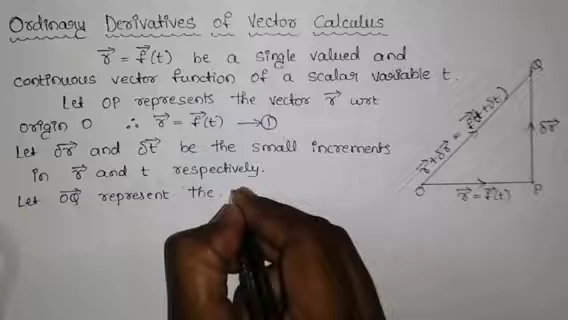 Ordinary Derivatives of Vector Calculus
r⃗ = f⃗(t) be a single valued and
continuous vector function of a scalar variable t.
Let OP represents the vector r⃗ wrt
origin O ∴ r⃗ = f⃗(t) → ①
Let δr⃗ and δt⃗ be the small increments
in r⃗ and t respectively.
Let OQ⃗ represent the
Q
r⃗+δr⃗ = f⃗(t+δt)
δr⃗
O
P
r⃗=f⃗(t)